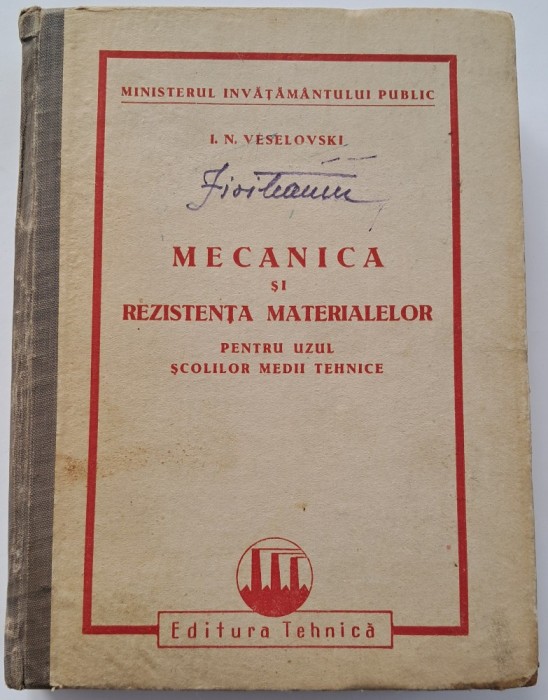 MINISTERUL INVĂȚĂMÂNTULUI PUBLIC
I. N. VESELOVSKI
MECANICA
ȘI
REZISTENȚA MATERIALELOR
PENTRU UZUL
ȘCOLILOR MEDII TEHNICE
Editura Tehnică